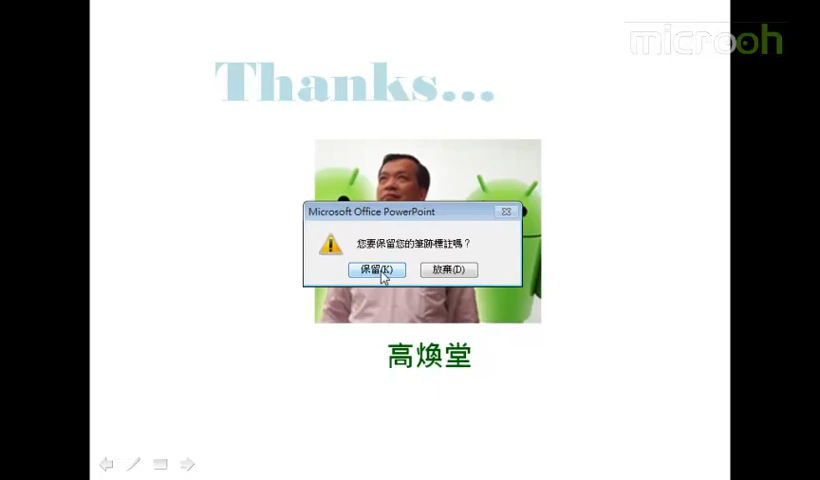 microoh
Thanks...
Microsoft Office PowerPoint
您要保留您的筆跡標註嗎？
保留(K)
放棄(D)
高煥堂